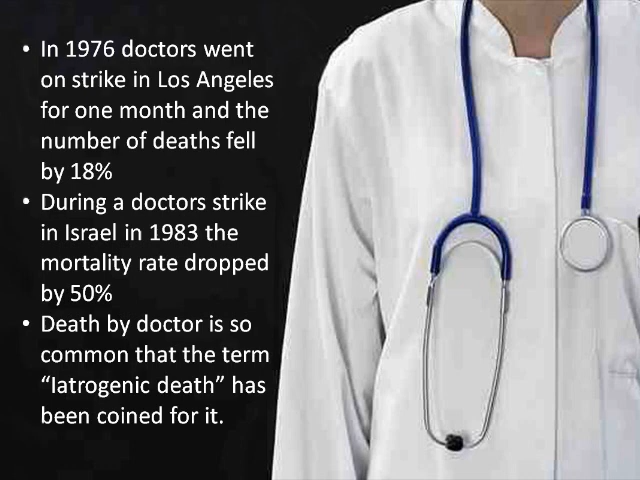 • In 1976 doctors went
on strike in Los Angeles
for one month and the
number of deaths fell
by 18%
• During a doctors strike
in Israel in 1983 the
mortality rate dropped
by 50%
• Death by doctor is so
common that the term
“Iatrogenic death” has
been coined for it.